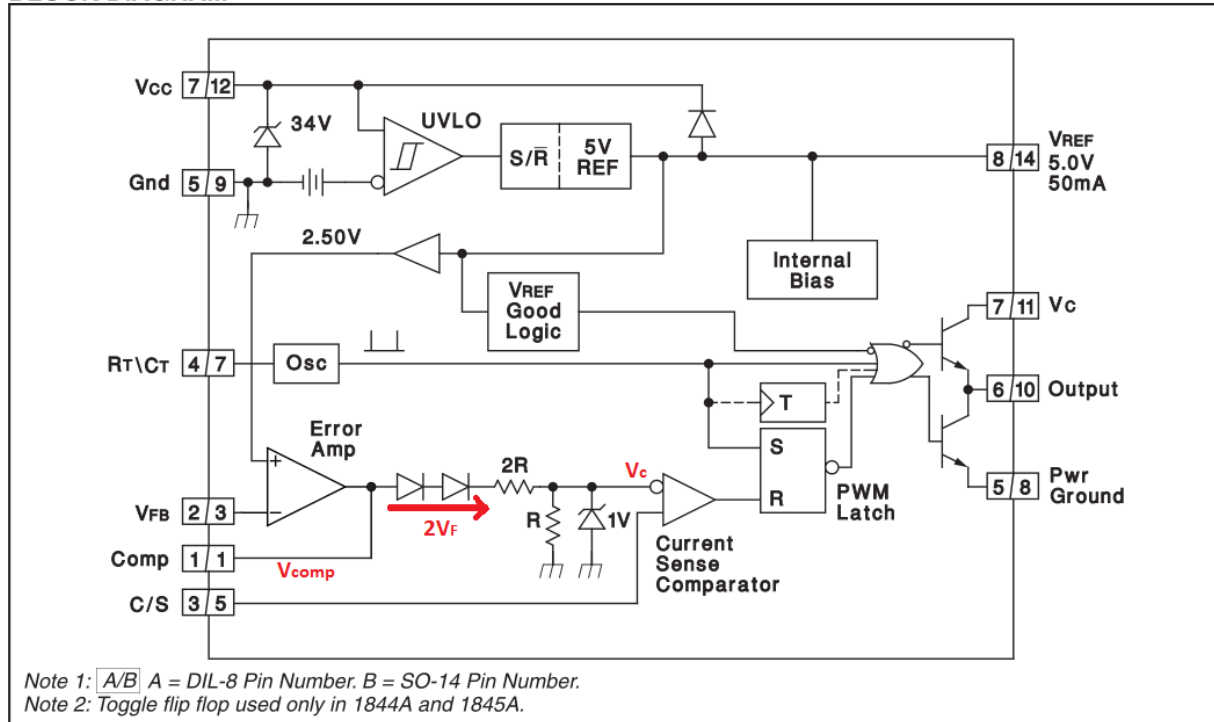 Vcc 7 12
34V
UVLO
S/R̅
5V
REF
8 14
VREF
5.0V
50mA
Gnd 5 9
2.50V
Internal
Bias
VREF
Good
Logic
7 11 Vc
RT\CT 4 7
Osc
T
6 10 Output
Error
Amp
+
−
2R
Vc
S
R
PWM
Latch
5 8 Pwr
Ground
VFB 2 3
2VF
R
1V
Comp 1 1
Vcomp
Current
Sense
Comparator
C/S 3 5
Note 1: A/B A = DIL-8 Pin Number. B = SO-14 Pin Number.
Note 2: Toggle flip flop used only in 1844A and 1845A.